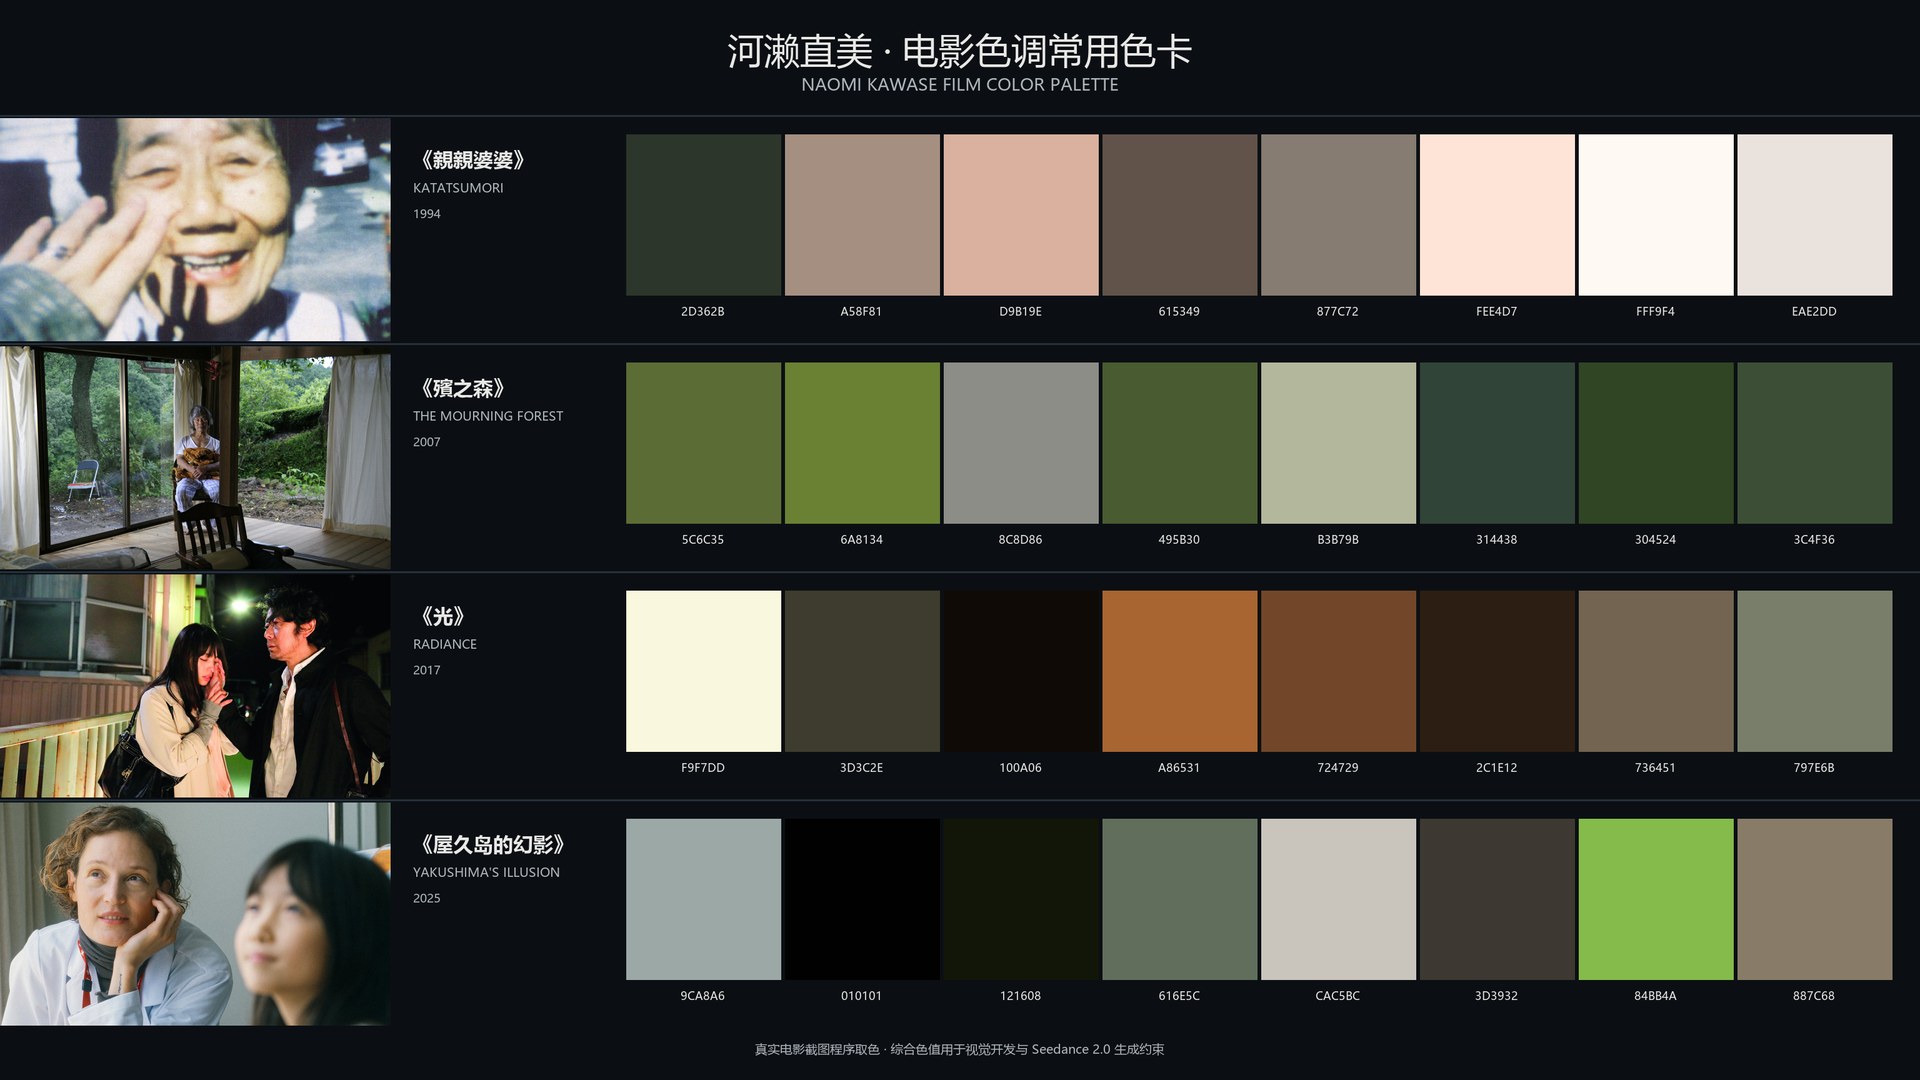 河濑直美 · 电影色调常用色卡
NAOMI KAWASE FILM COLOR PALETTE
《親親婆婆》
KATATSUMORI
1994
2D362B A58F81 D9B19E 615349 877C72 FEE4D7 FFF9F4 EAE2DD
《殯之森》
THE MOURNING FOREST
2007
5C6C35 6A8134 8C8D86 495B30 B3B79B 314438 304524 3C4F36
《光》
RADIANCE
2017
F9F7DD 3D3C2E 100A06 A86531 724729 2C1E12 736451 797E6B
《屋久岛的幻影》
YAKUSHIMA'S ILLUSION
2025
9CA8A6 010101 121608 616E5C CAC5BC 3D3932 84BB4A 887C68
真实电影截图程序取色 · 综合色值用于视觉开发与 Seedance 2.0 生成约束